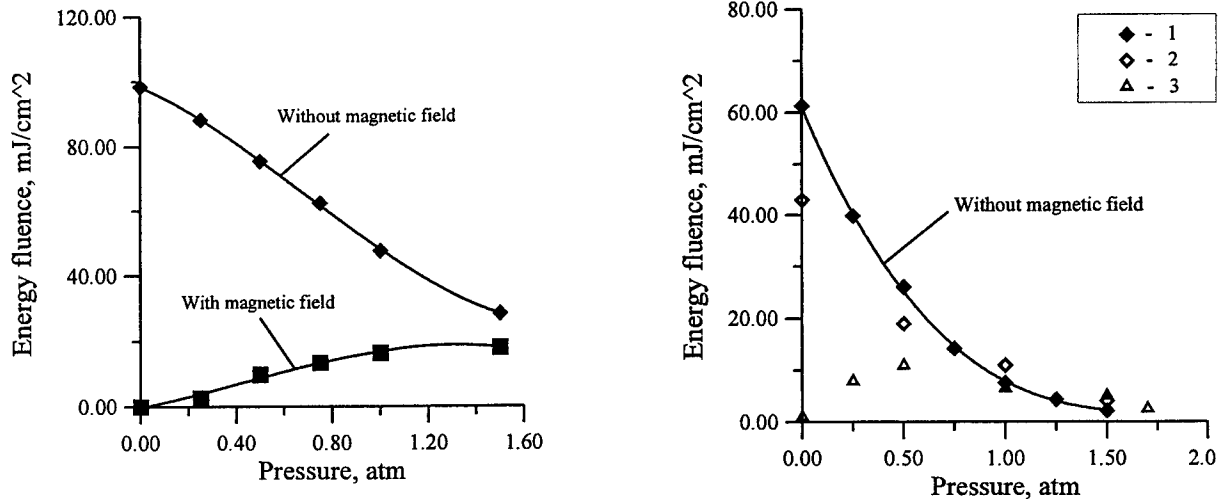 120.00
80.00
40.00
0.00
Energy fluence, mJ/cm^2
Without magnetic field
With magnetic field
0.00 0.40 0.80 1.20 1.60
Pressure, atm
80.00
60.00
40.00
20.00
0.00
Energy fluence, mJ/cm^2
- 1
- 2
- 3
Without magnetic field
0.00 0.50 1.00 1.50 2.0
Pressure, atm